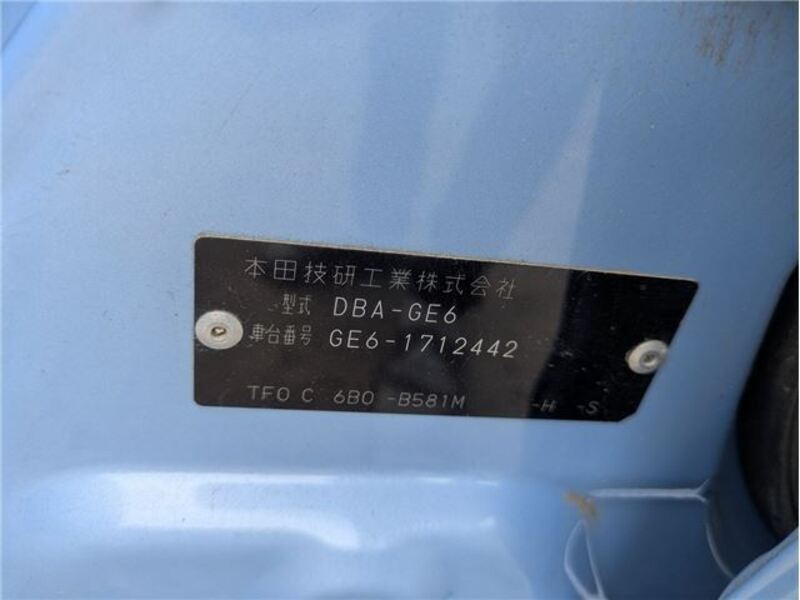 本田技研工業株式会社
型式 DBA-GE6
車台番号 GE6-1712442
TF0 C 6B0 -B581M -H -S